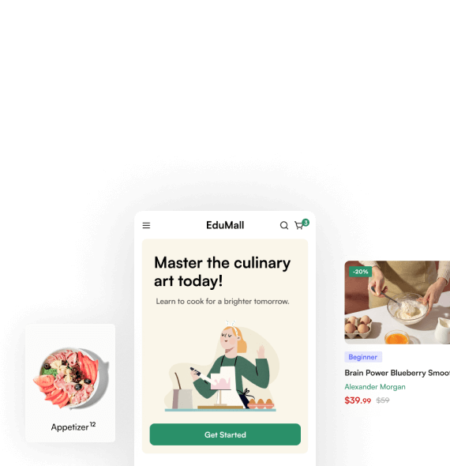 EduMall
3
Master the culinary
art today!
Learn to cook for a brighter tomorrow.
Get Started
Appetizer 12
-20%
Beginner
Brain Power Blueberry Smoo
Alexander Morgan
$39.99 $59